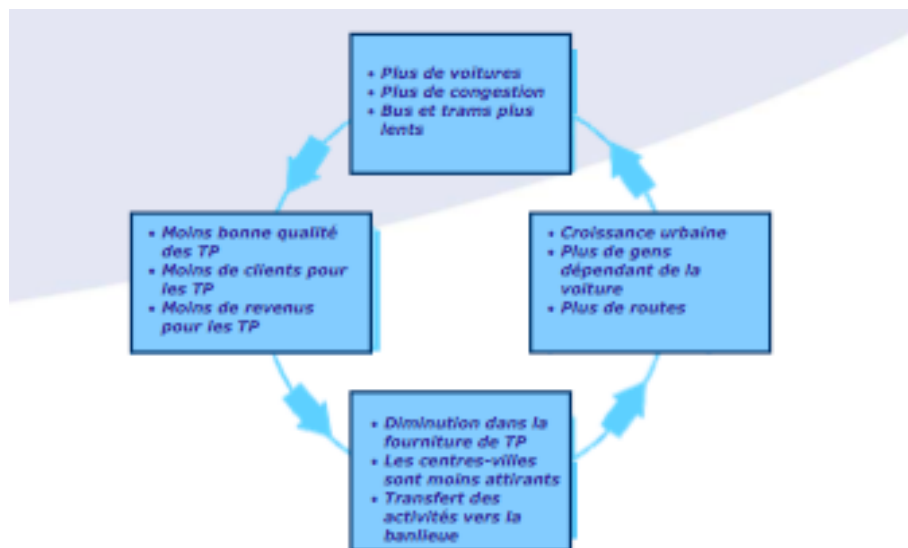 • Plus de voitures
• Plus de congestion
• Bus et trams plus
lents
• Moins bonne qualité
des TP
• Moins de clients pour
les TP
• Moins de revenus
pour les TP
• Croissance urbaine
• Plus de gens
dépendant de la
voiture
• Plus de routes
• Diminution dans la
fourniture de TP
• Les centres-villes
sont moins attirants
• Transfert des
activités vers la
banlieue